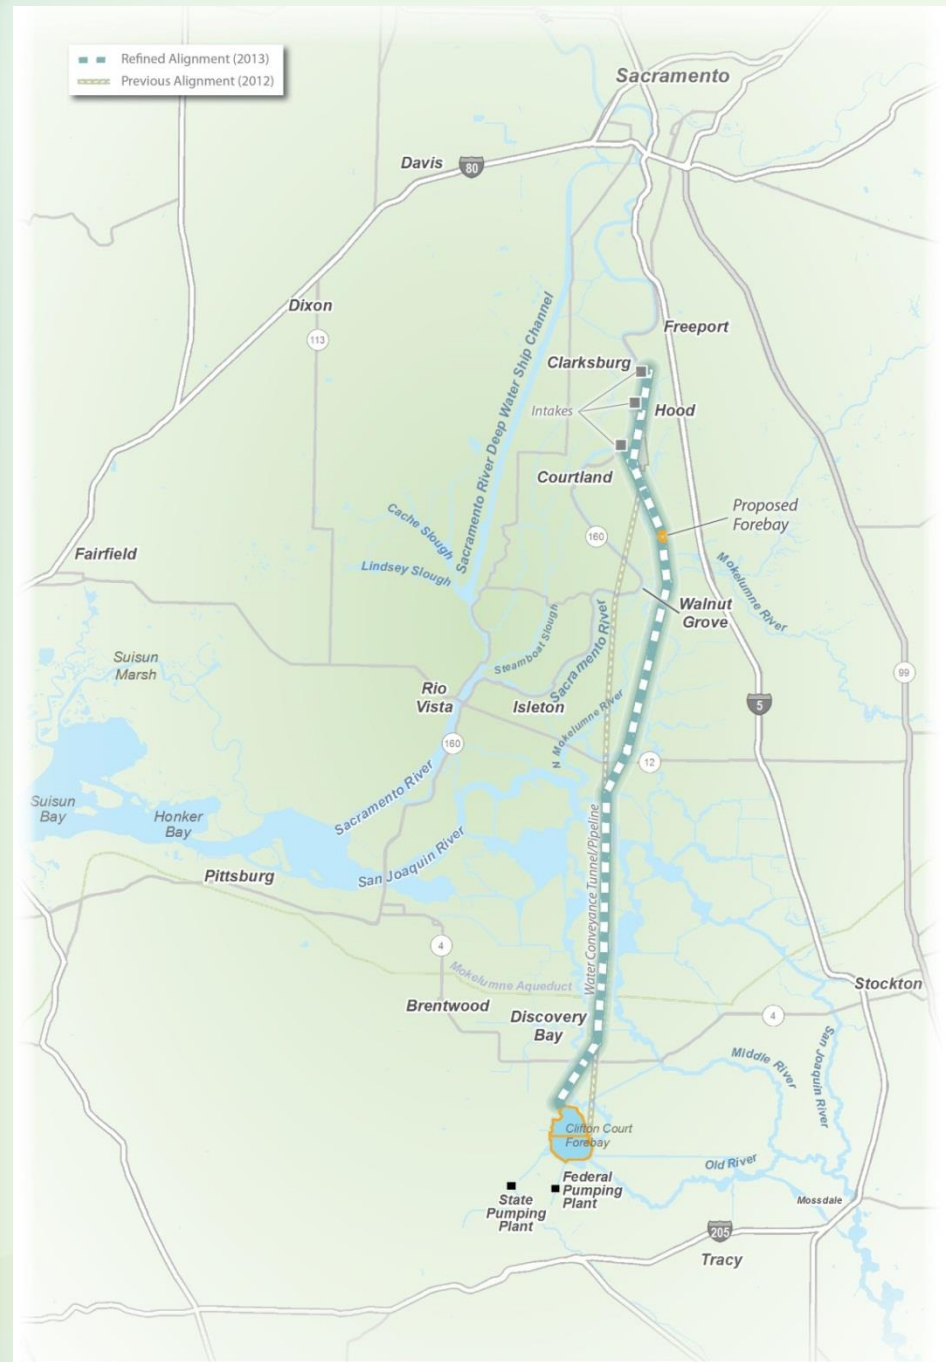 Refined Alignment (2013)
Previous Alignment (2012)
Sacramento
Davis
80
Dixon
113
Sacramento River Deep Water Ship Channel
Freeport
Clarksburg
Intakes
Hood
Courtland
Proposed
Forebay
Cache Slough
Lindsey Slough
160
Fairfield
Mokelumne River
Walnut
Grove
Steamboat Slough
Sacramento River
Suisun
Marsh
99
Rio
Vista
Isleton
5
N Mokelumne River
160
12
Suisun
Bay
Honker
Bay
Sacramento River
San Joaquin River
Water Conveyance Tunnel/Pipeline
Pittsburg
4
Mokelumne Aqueduct
Stockton
Brentwood
Discovery
Bay
4
Middle River
San Joaquin River
Clifton Court
Forebay
Old River
State
Pumping
Plant
Federal
Pumping
Plant
Mossdale
205
Tracy